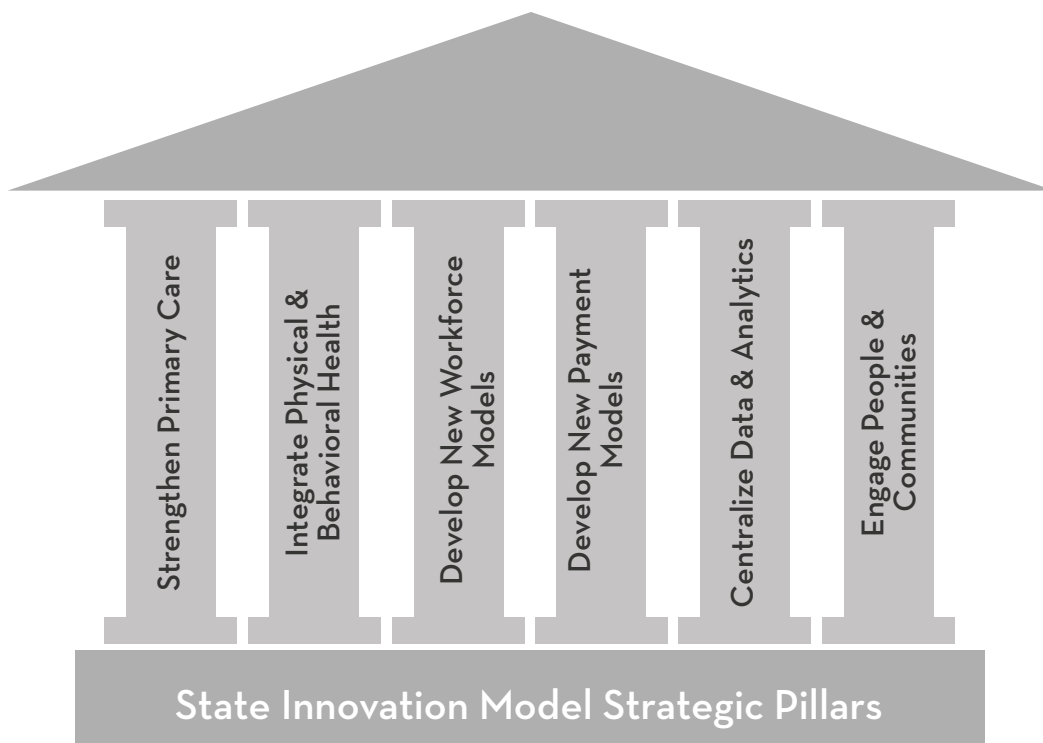 Strengthen Primary Care
Integrate Physical &
Behavioral Health
Develop New Workforce
Models
Develop New Payment
Models
Centralize Data & Analytics
Engage People &
Communities
State Innovation Model Strategic Pillars